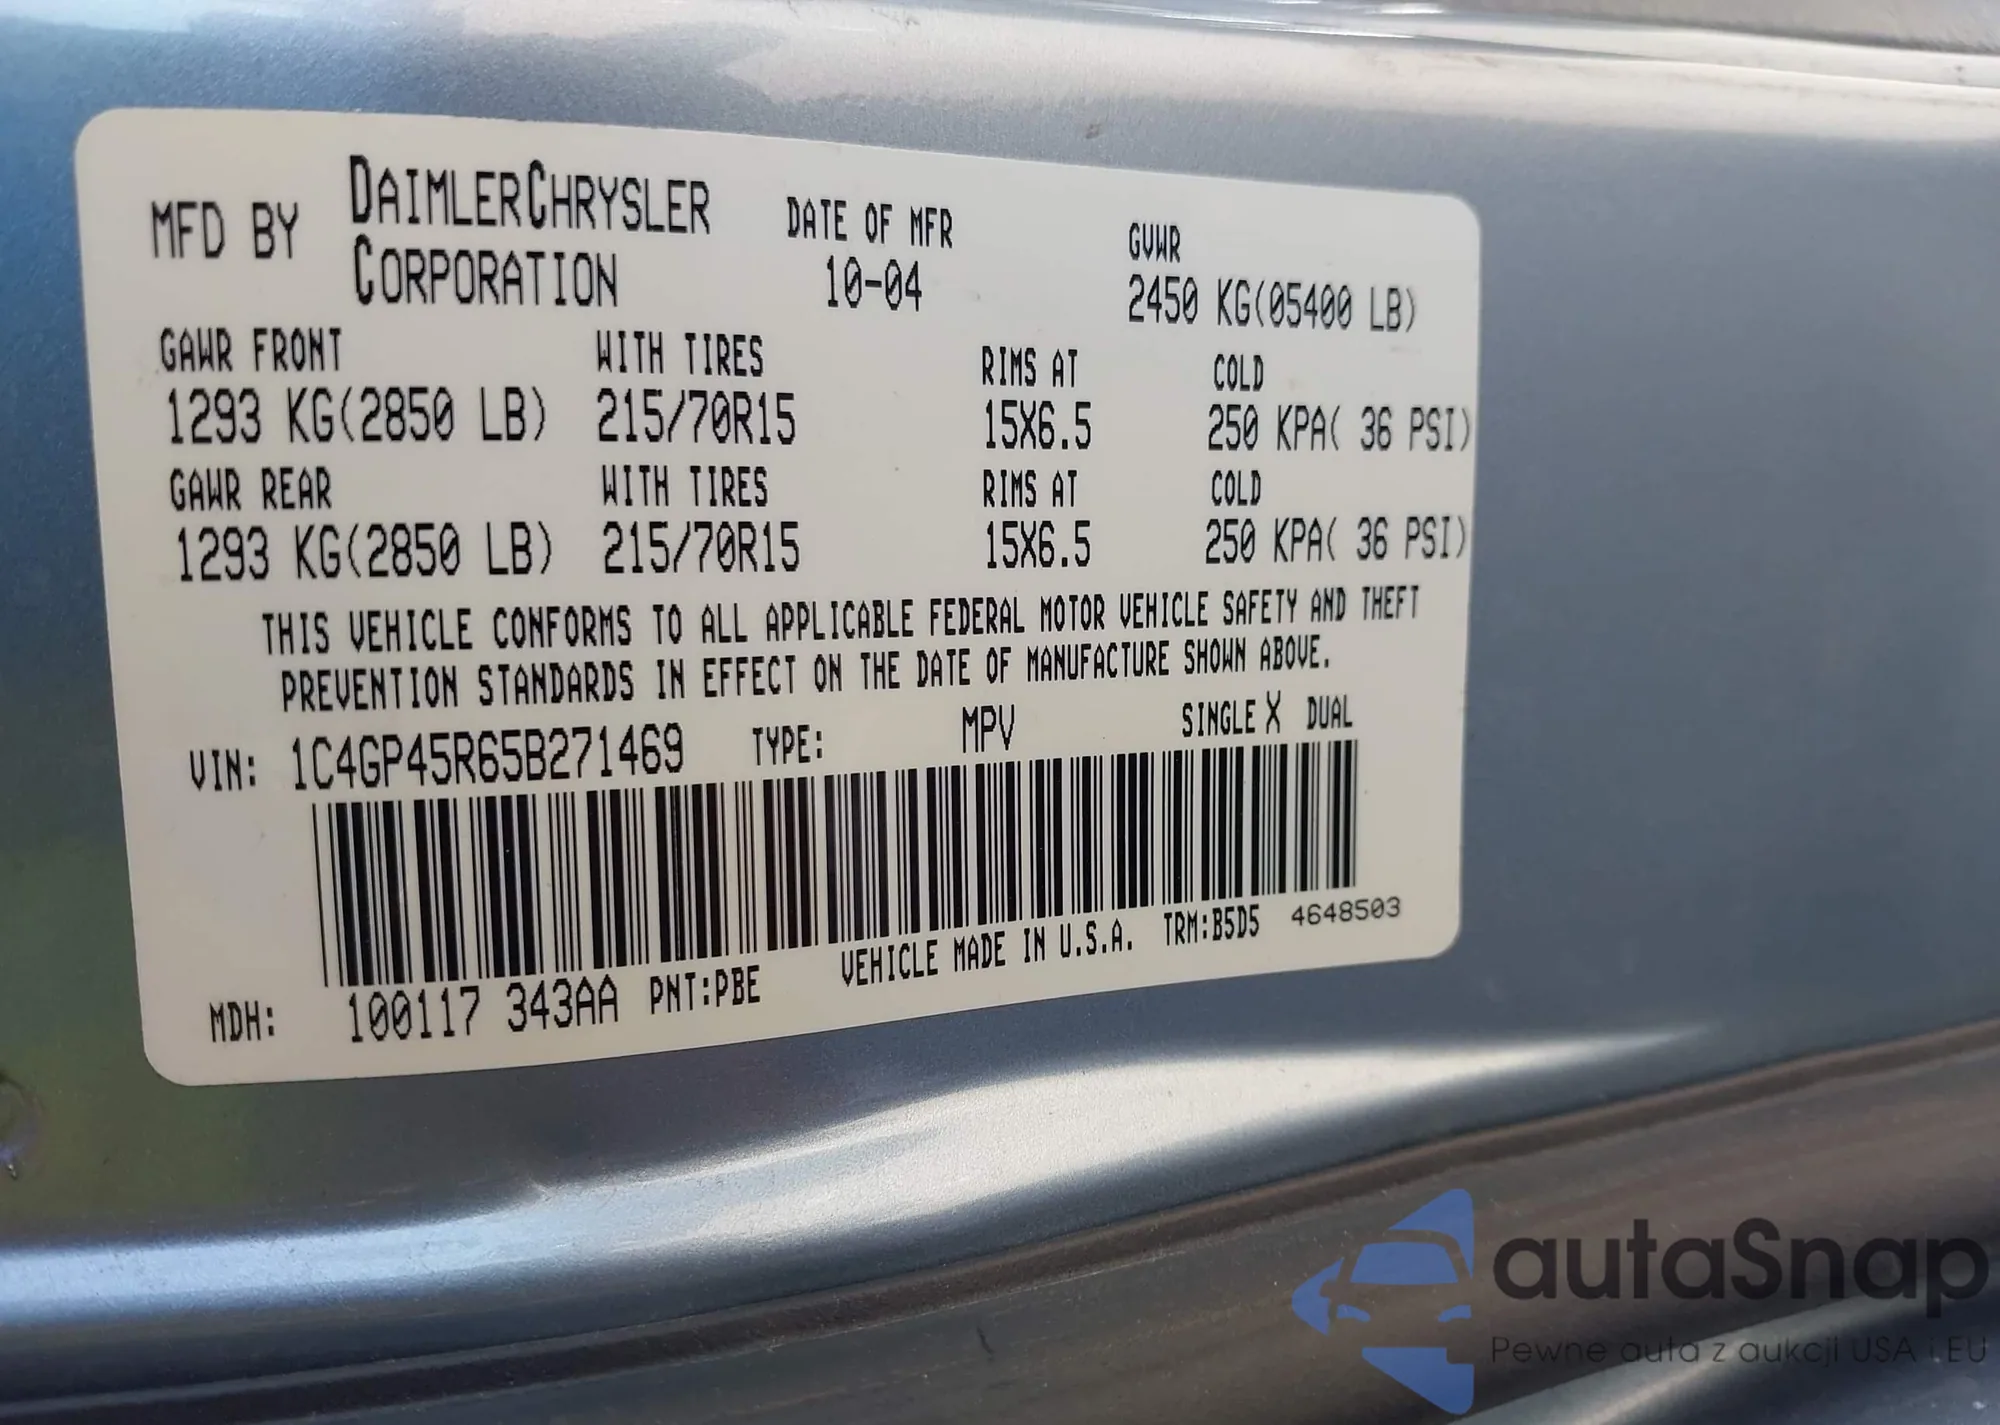 MFD BY DAIMLERCHRYSLER CORPORATION
DATE OF MFR 10-04
GVWR 2450 KG(05400 LB)
GAWR FRONT WITH TIRES RIMS AT COLD
1293 KG(2850 LB) 215/70R15 15X6.5 250 KPA( 36 PSI)
GAWR REAR WITH TIRES RIMS AT COLD
1293 KG(2850 LB) 215/70R15 15X6.5 250 KPA( 36 PSI)
THIS VEHICLE CONFORMS TO ALL APPLICABLE FEDERAL MOTOR VEHICLE SAFETY AND THEFT
PREVENTION STANDARDS IN EFFECT ON THE DATE OF MANUFACTURE SHOWN ABOVE.
VIN: 1C4GP45R65B271469 TYPE: MPV SINGLE X DUAL
MDH: 100117 343AA PNT:PBE VEHICLE MADE IN U.S.A. TRM:B5D5 4648503
autaSnap
Pewne auta z aukcji USA i EU